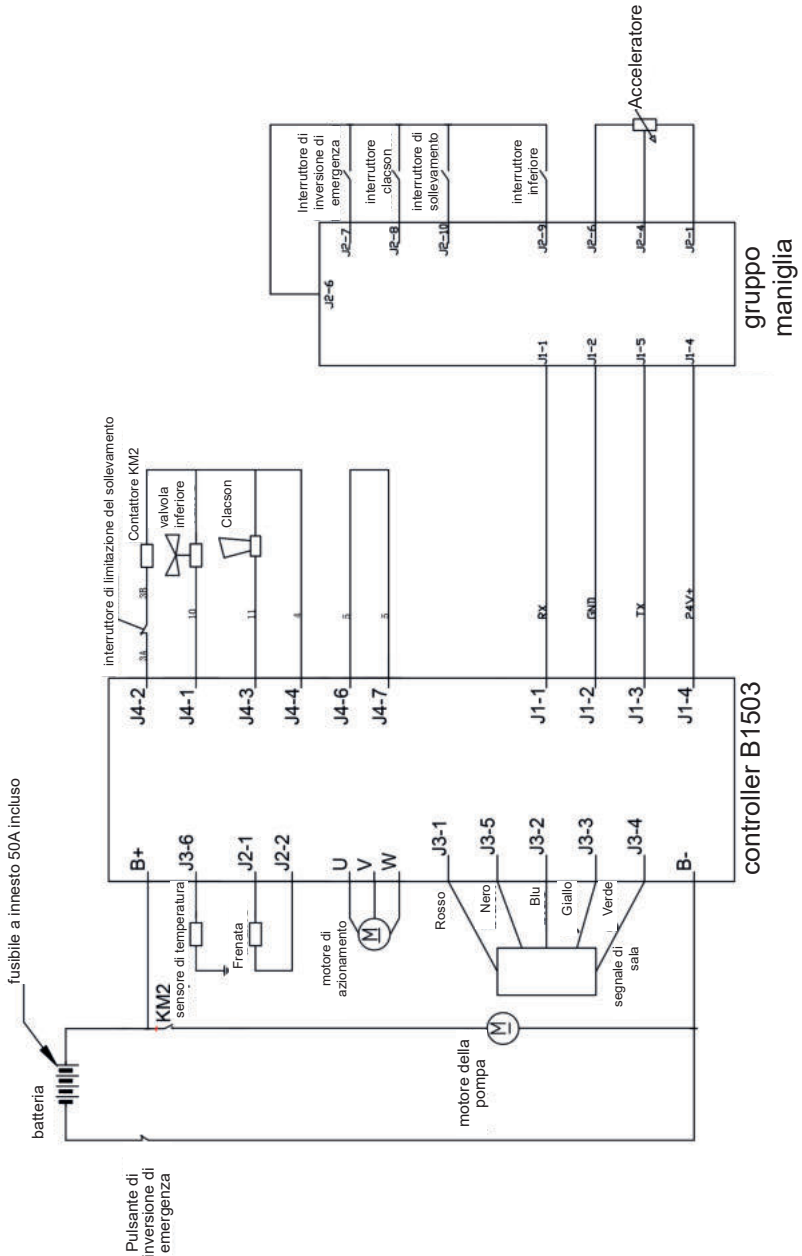 fusibile a innesto 50A incluso
batteria
Pulsante di
inversione di
emergenza
KM2
motore della
pompa
M
B+
J3-6
sensore di temperatura
J2-1
J2-2
Frenata
U
V
W
M
motore di
azionamento
J3-1
J3-5
J3-2
J3-3
J3-4
Rosso
Nero
Blu
Giallo
Verde
segnale di
sala
B-
controller B1503
interruttore di limitazione del sollevamento
Contattore KM2
valvola
inferiore
Clacson
J4-2
3A
3B
J4-1
10
J4-3
11
J4-4
4
J4-6
5
J4-7
5
J1-1
RX
J1-1
J1-2
GND
J1-2
J1-3
TX
J1-5
J1-4
24V+
J1-4
gruppo
maniglia
J2-6
J2-7
J2-8
J2-10
J2-9
J2-6
J2-4
J2-1
Interruttore di
inversione di
emergenza
interruttore
clacson
interruttore di
sollevamento
interruttore
inferiore
Acceleratore